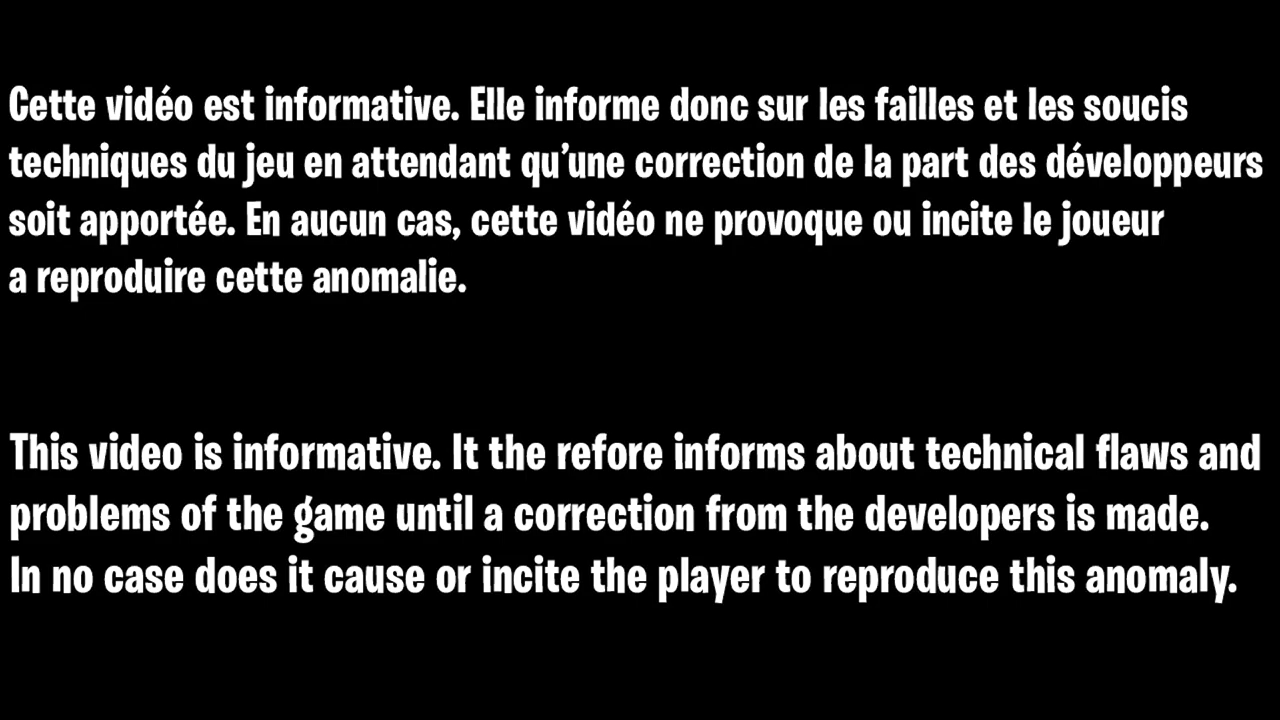 Cette vidéo est informative. Elle informe donc sur les failles et les soucis
techniques du jeu en attendant qu’une correction de la part des développeurs
soit apportée. En aucun cas, cette vidéo ne provoque ou incite le joueur
a reproduire cette anomalie.
This video is informative. It the refore informs about technical flaws and
problems of the game until a correction from the developers is made.
In no case does it cause or incite the player to reproduce this anomaly.